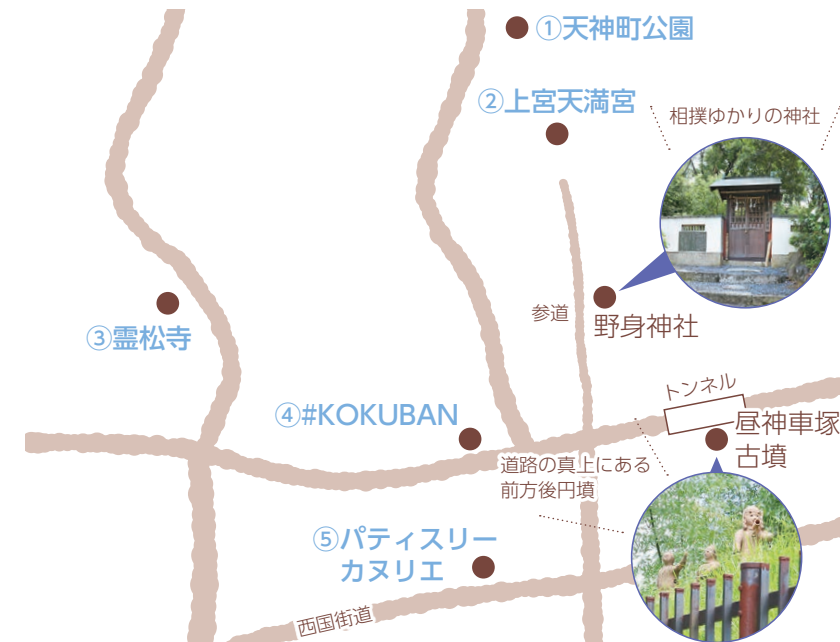 ①天神町公園
②上宮天満宮
相撲ゆかりの神社
参道
野身神社
③霊松寺
トンネル
④#KOKUBAN
昼神車塚
古墳
道路の真上にある
前方後円墳
⑤パティスリー
カヌリエ
西国街道